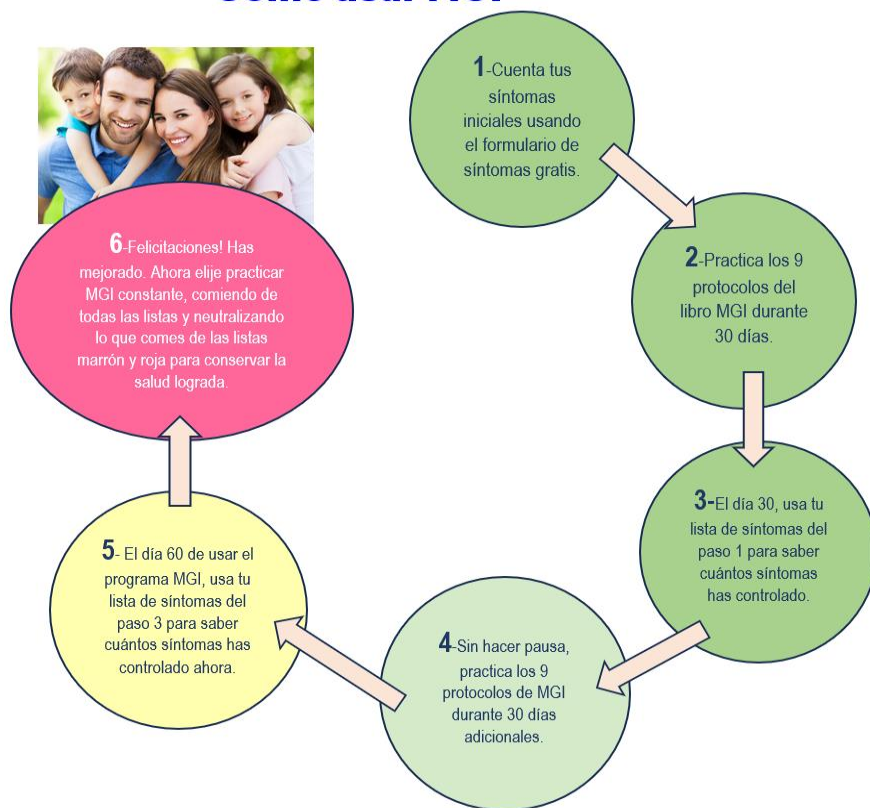 1-Cuenta tus
síntomas
iniciales usando
el formulario de
síntomas gratis.
2-Practica los 9
protocolos del
libro MGI durante
30 días.
3-El día 30, usa tu
lista de síntomas del
paso 1 para saber
cuántos síntomas
has controlado.
4-Sin hacer pausa,
practica los 9
protocolos de MGI
durante 30 días
adicionales.
5- El día 60 de usar el
programa MGI, usa tu
lista de síntomas del
paso 3 para saber
cuántos síntomas has
controlado ahora.
6-Felicitaciones! Has
mejorado. Ahora elije practicar
MGI constante, comiendo de
todas las listas y neutralizando
lo que comes de las listas
marrón y roja para conservar la
salud lograda.